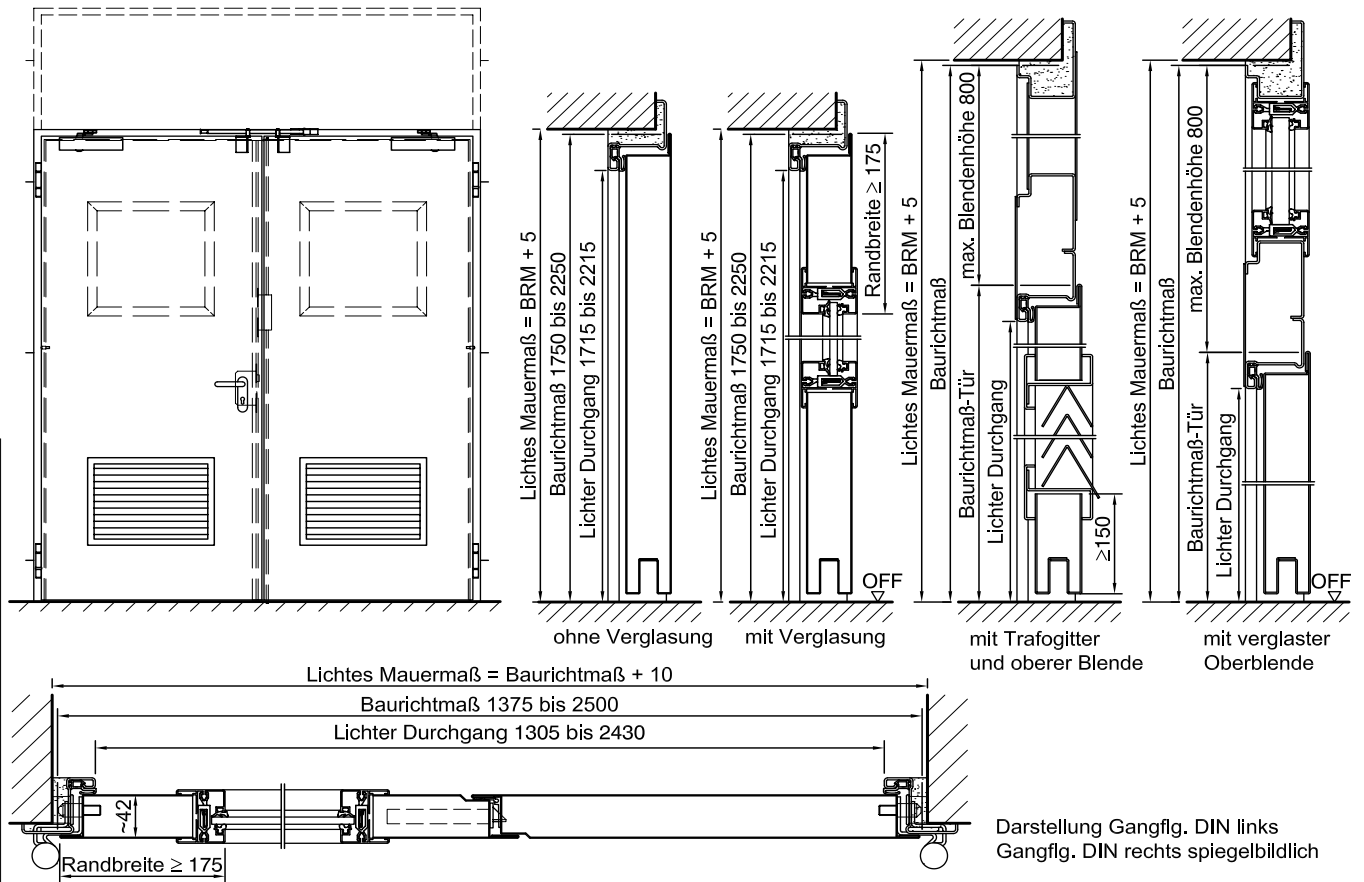 Lichtes Mauermaß = BRM + 5
Baurichtmaß 1750 bis 2250
Lichter Durchgang 1715 bis 2215
ohne Verglasung
Lichtes Mauermaß = BRM + 5
Baurichtmaß 1750 bis 2250
Lichter Durchgang 1715 bis 2215
Randbreite ≥ 175
OFF
mit Verglasung
Lichtes Mauermaß = BRM + 5
Baurichtmaß
max. Blendenhöhe 800
Baurichtmaß-Tür
Lichter Durchgang
≥150
mit Trafogitter
und oberer Blende
Lichtes Mauermaß = BRM + 5
Baurichtmaß
max. Blendenhöhe 800
Baurichtmaß-Tür
Lichter Durchgang
OFF
mit verglaster
Oberblende
Lichtes Mauermaß = Baurichtmaß + 10
Baurichtmaß 1375 bis 2500
Lichter Durchgang 1305 bis 2430
~42
Randbreite ≥ 175
Darstellung Gangflg. DIN links
Gangflg. DIN rechts spiegelbildlich